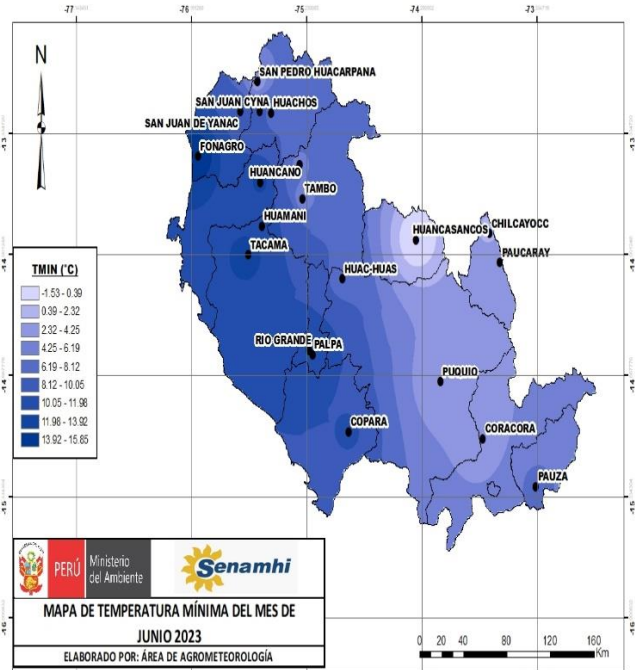 -77
-76
-75
-74
-73
N
SAN PEDRO HUACARPANA
SAN JUAN CYNA
HUACHOS
SAN JUAN DE YANAC
-13
-13
FONAGRO
HUANCANO
TAMBO
HUAMANI
CHILCAYOCC
HUANCASANCOS
TACAMA
PAUCARAY
-14
-14
HUAC-HUAS
TMIN (°C)
-1.53 - 0.39
0.39 - 2.32
2.32 - 4.25
4.25 - 6.19
6.19 - 8.12
8.12 - 10.05
10.05 - 11.98
11.98 - 13.92
13.92 - 15.85
RIO GRANDE
PALPA
PUQUIO
-14
-14
COPARA
CORACORA
PAUZA
-15
-15
PERÚ
Ministerio
del Ambiente
Senamhi
MAPA DE TEMPERATURA MÍNIMA DEL MES DE
JUNIO 2023
ELABORADO POR: ÁREA DE AGROMETEOROLOGÍA
-16
0 20 40 80 120 160
Km